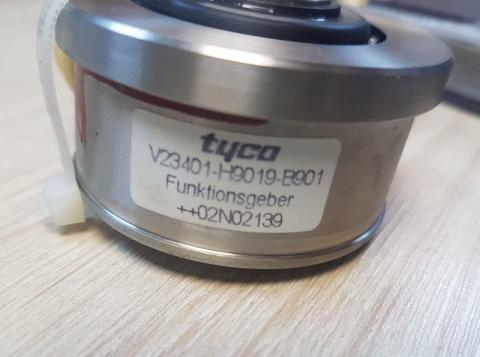 tyco
V23401-H9019-B901
Funktionsgeber
++02N02139